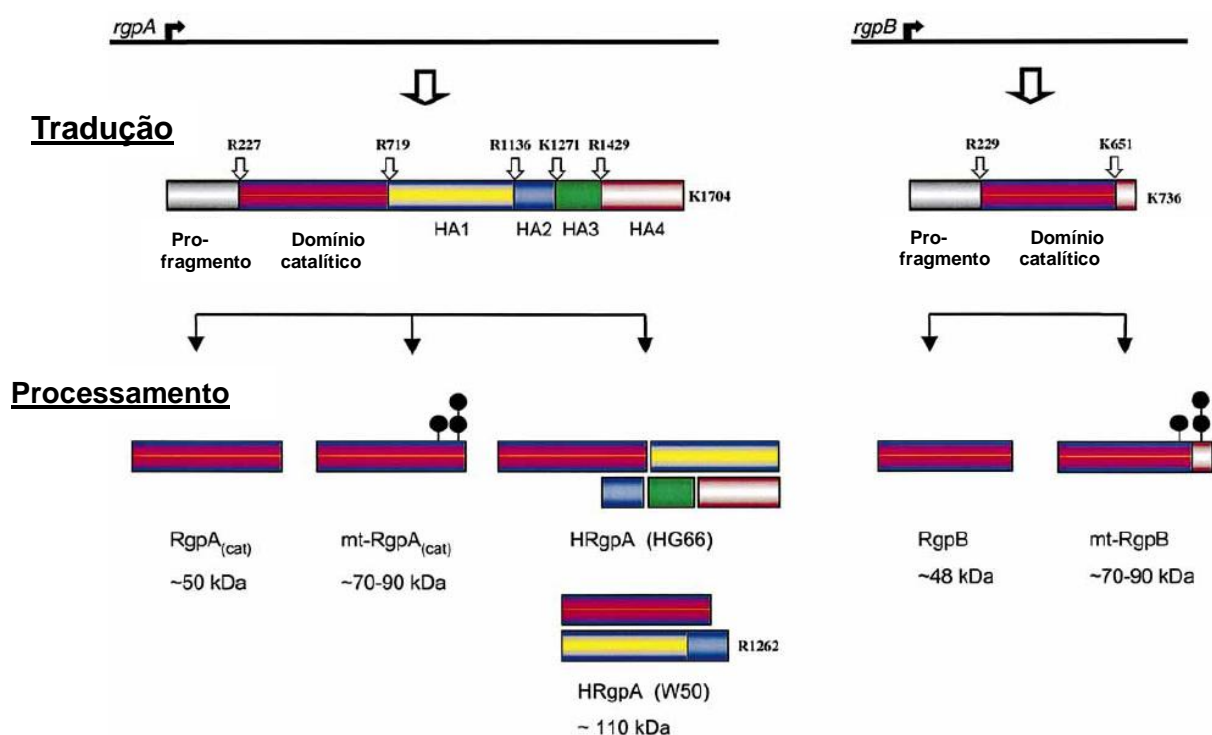 rgpA
rgpB
Tradução
R227 R719 R1136 K1271 R1429
K1704
R229 K651
K736
HA1 HA2 HA3 HA4
Pro-
fragmento
Domínio
catalítico
Pro-
fragmento
Domínio
catalítico
Processamento
RgpA(cat)
~50 kDa
mt-RgpA(cat)
~70-90 kDa
HRgpA (HG66)
R1262
HRgpA (W50)
~ 110 kDa
RgpB
~48 kDa
mt-RgpB
~70-90 kDa